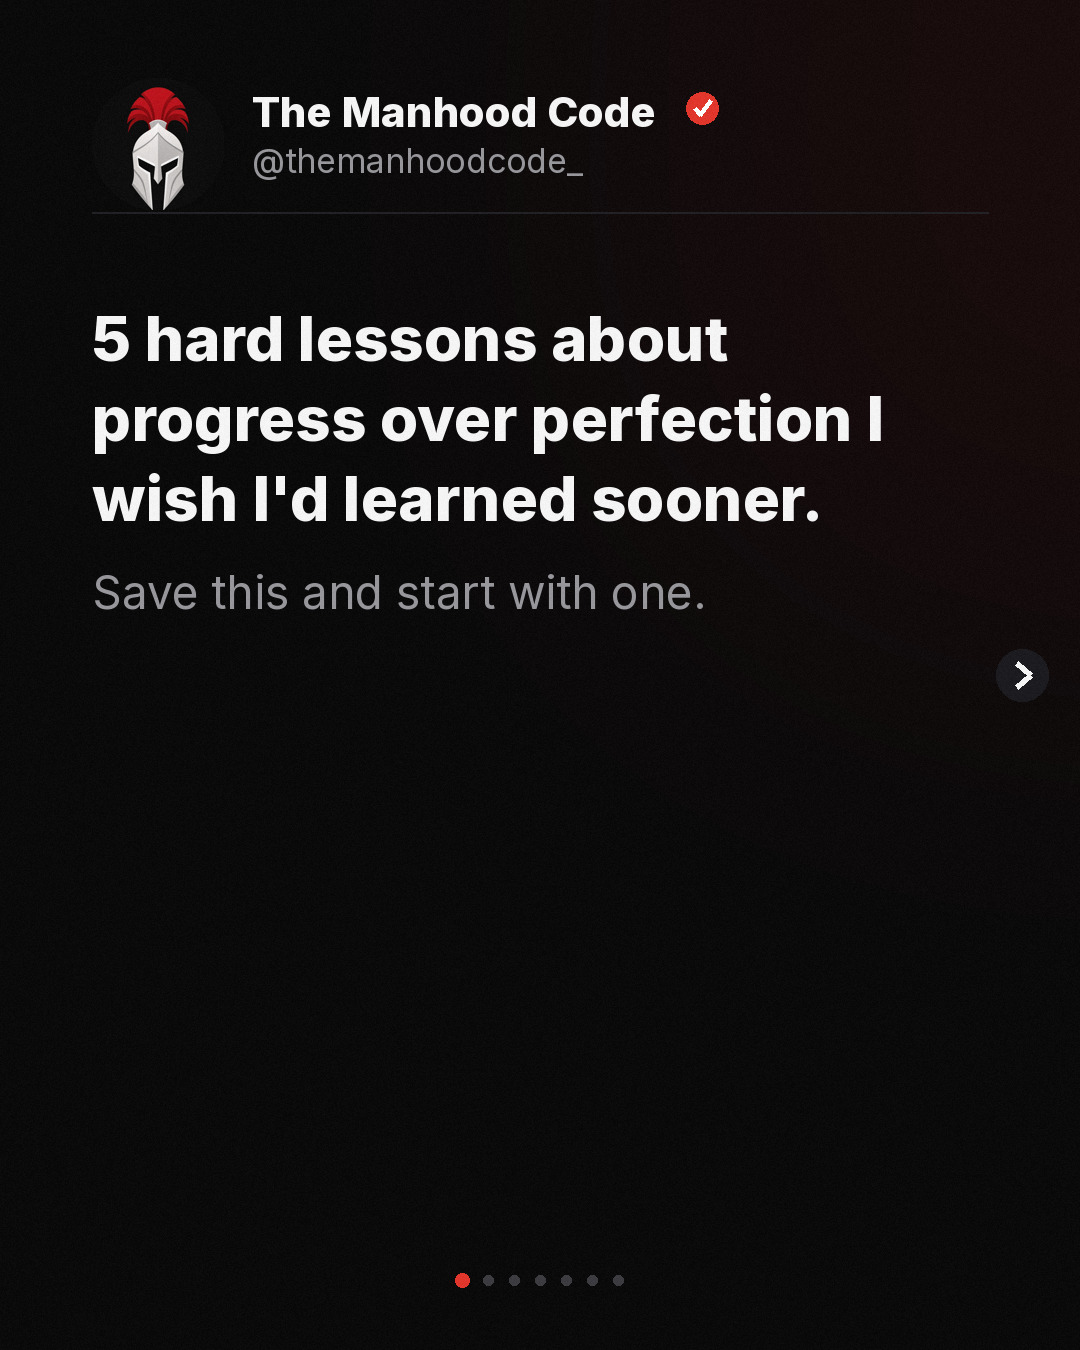 The Manhood Code
@themanhoodcode_
5 hard lessons about
progress over perfection I
wish I'd learned sooner.
Save this and start with one.